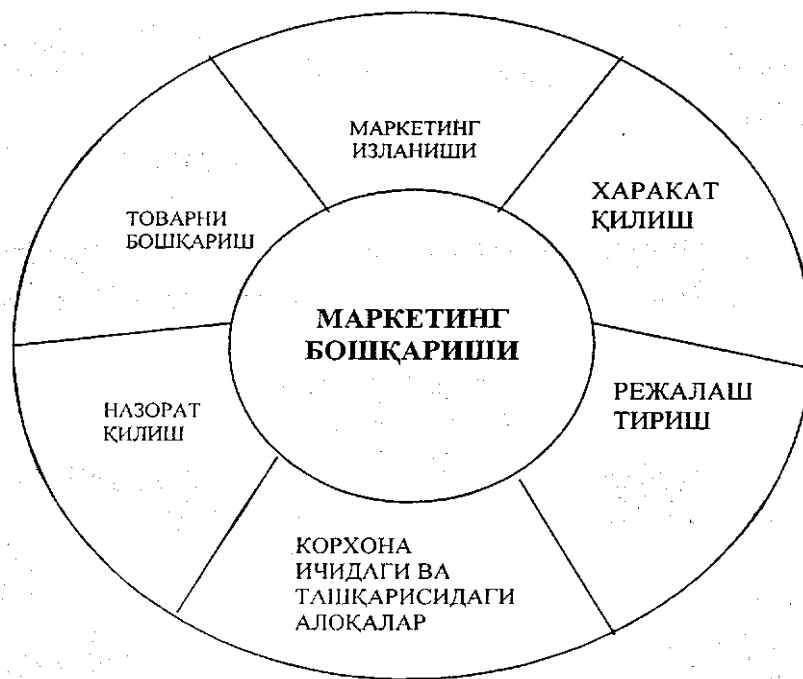 МАРКЕТИНГ
ИЗЛАНИШИ
ХАРАКАТ
ҚИЛИШ
РЕЖАЛАШ
ТИРИШ
КОРХОНА
ИЧИДАГИ ВА
ТАШҚАРИСИДАГИ
АЛОҚАЛАР
НАЗОРАТ
ҚИЛИШ
ТОВАРНИ
БОШҚАРИШ
МАРКЕТИНГ
БОШҚАРИШИ